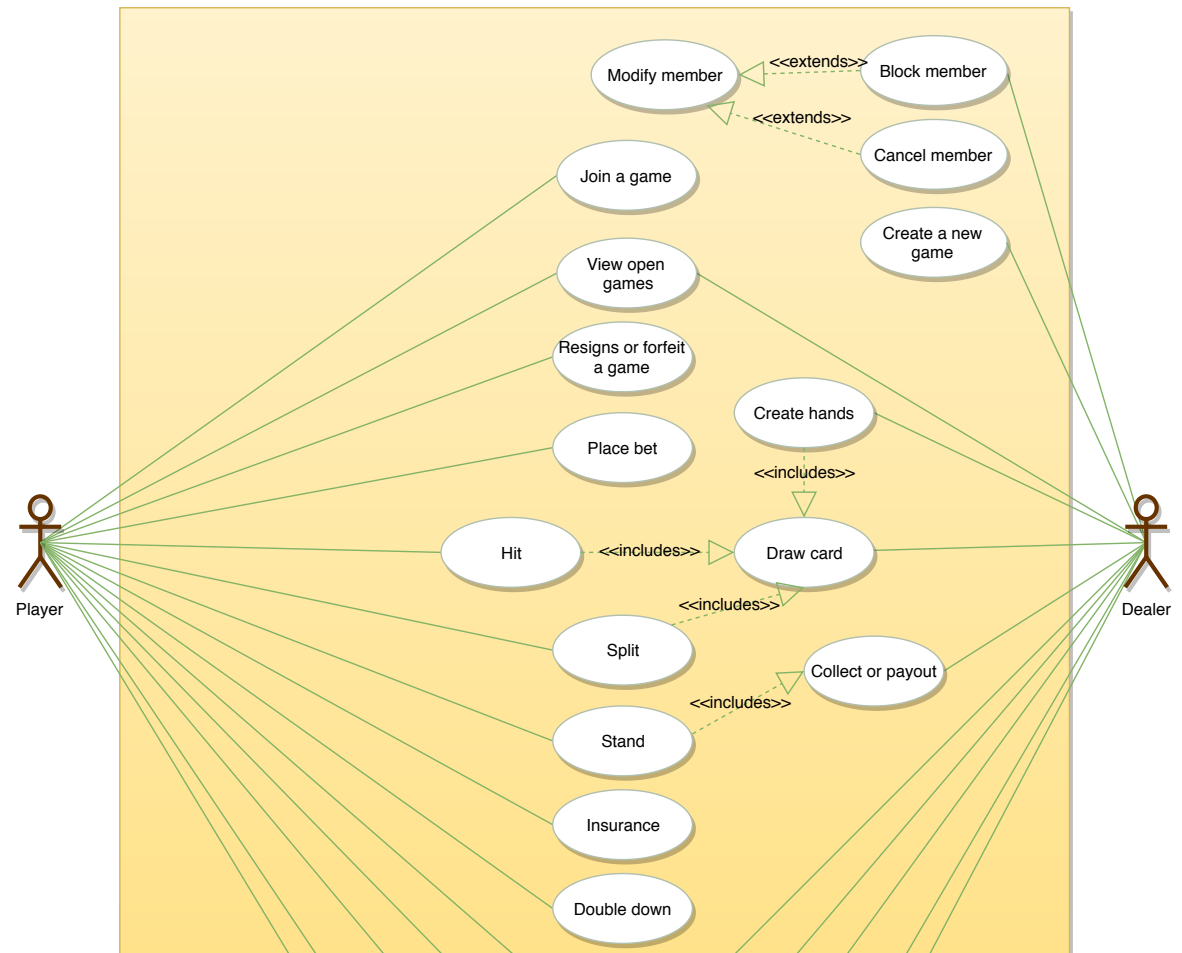 Modify member
<<extends>>
Block member
<<extends>>
Cancel member
Join a game
Create a new
game
View open
games
Resigns or forfeit
a game
Create hands
Place bet
<<includes>>
Hit
<<includes>>
Draw card
Player
Dealer
<<includes>>
Split
Collect or payout
<<includes>>
Stand
Insurance
Double down